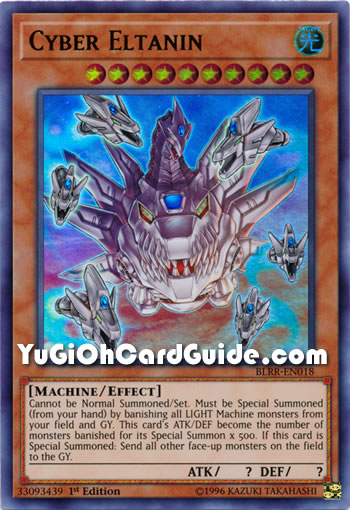 CYBER ELTANIN
光
YuGiOhCardGuide.com
BLRR-EN018
[MACHINE/EFFECT]
Cannot be Normal Summoned/Set. Must be Special Summoned
(from your hand) by banishing all LIGHT Machine monsters from
your field and GY. This card's ATK/DEF become the number of
monsters banished for its Special Summon x 500. If this card is
Special Summoned: Send all other face-up monsters on the field
to the GY.
ATK/ ? DEF/ ?
33093439 1st Edition ©1996 KAZUKI TAKAHASHI